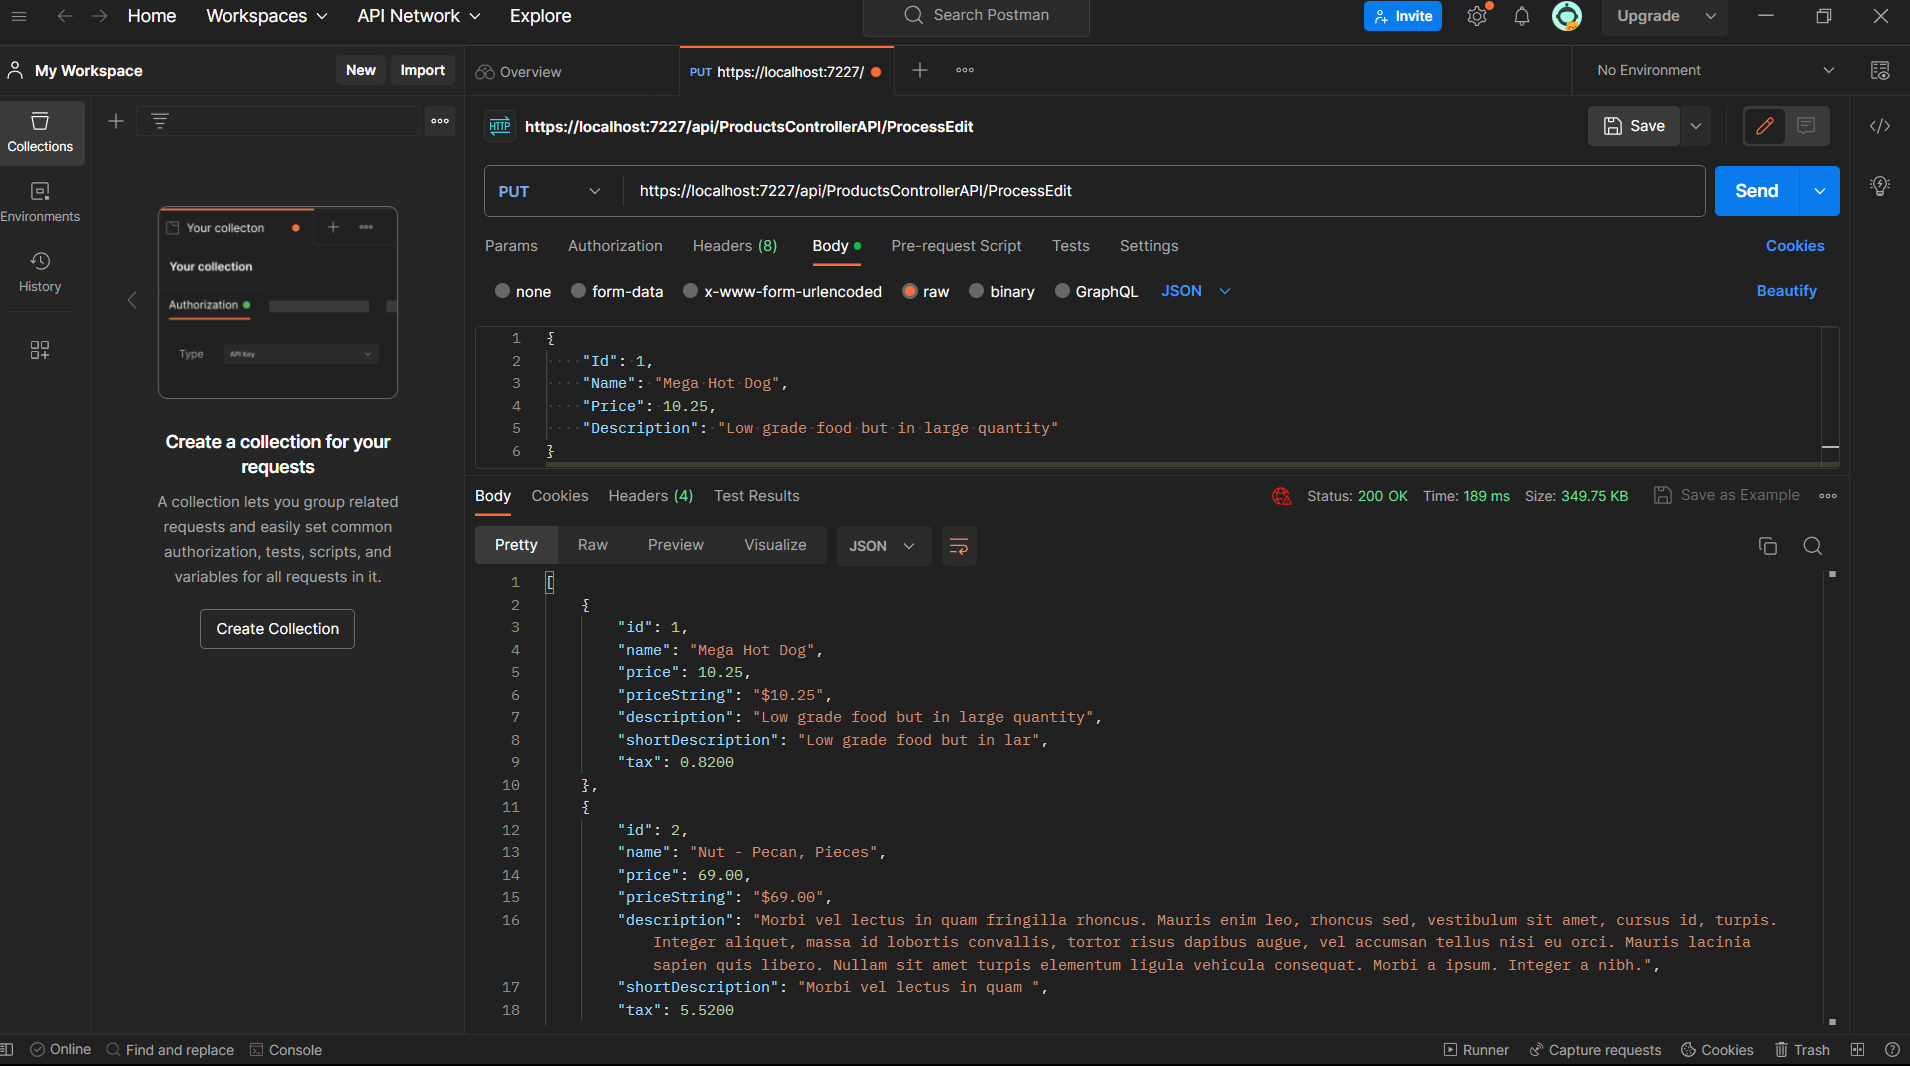 Home Workspaces API Network Explore Search Postman Invite Upgrade
My Workspace New Import Overview PUT https://localhost:7227/ No Environment
Collections
Environments
History
Your collecton
Your collection
Authorization
Type API Key
Create a collection for your
requests
A collection lets you group related
requests and easily set common
authorization, tests, scripts, and
variables for all requests in it.
Create Collection
HTTP https://localhost:7227/api/ProductsControllerAPI/ProcessEdit Save
PUT https://localhost:7227/api/ProductsControllerAPI/ProcessEdit Send
Params Authorization Headers (8) Body Pre-request Script Tests Settings Cookies
none form-data x-www-form-urlencoded raw binary GraphQL JSON Beautify
1 {
2 "Id": 1,
3 "Name": "Mega Hot Dog",
4 "Price": 10.25,
5 "Description": "Low grade food but in large quantity"
6 }
Body Cookies Headers (4) Test Results Status: 200 OK Time: 189 ms Size: 349.75 KB Save as Example
Pretty Raw Preview Visualize JSON
1 [
2 {
3 "id": 1,
4 "name": "Mega Hot Dog",
5 "price": 10.25,
6 "priceString": "$10.25",
7 "description": "Low grade food but in large quantity",
8 "shortDescription": "Low grade food but in lar",
9 "tax": 0.8200
10 },
11 {
12 "id": 2,
13 "name": "Nut - Pecan, Pieces",
14 "price": 69.00,
15 "priceString": "$69.00",
16 "description": "Morbi vel lectus in quam fringilla rhoncus. Mauris enim leo, rhoncus sed, vestibulum sit amet, cursus id, turpis.
Integer aliquet, massa id lobortis convallis, tortor risus dapibus augue, vel accumsan tellus nisi eu orci. Mauris lacinia
sapien quis libero. Nullam sit amet turpis elementum ligula vehicula consequat. Morbi a ipsum. Integer a nibh.",
17 "shortDescription": "Morbi vel lectus in quam ",
18 "tax": 5.5200
Online Find and replace Console Runner Capture requests Cookies Trash